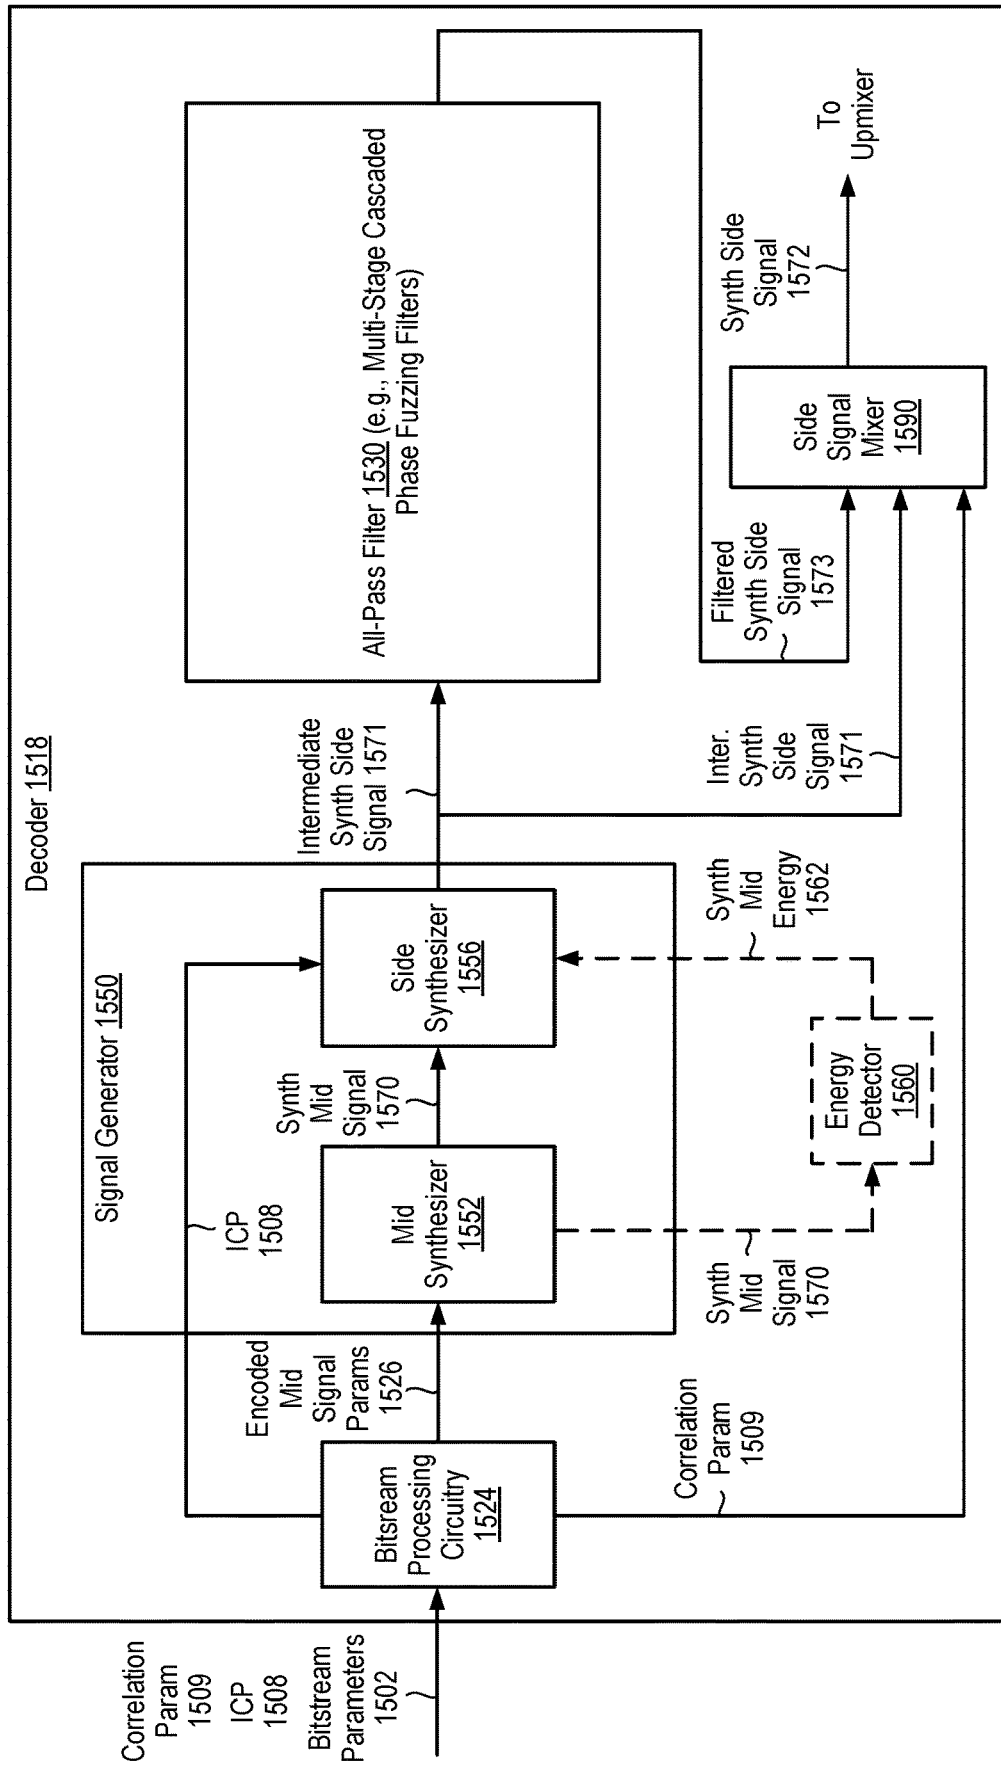 Decoder 1518
Correlation
Param
1509
ICP
1508
Bitstream
Parameters
1502
Bitsream
Processing
Circuitry
1524
Encoded
Mid
Signal
Params
1526
Correlation
Param
1509
Signal Generator 1550
ICP
1508
Mid
Synthesizer
1552
Synth
Mid
Signal
1570
Side
Synthesizer
1556
Synth
Mid
Signal
1570
Energy
Detector
1560
Synth
Mid
Energy
1562
Intermediate
Synth Side
Signal 1571
Inter.
Synth
Side
Signal
1571
All-Pass Filter 1530 (e.g., Multi-Stage Cascaded
Phase Fuzzing Filters)
Filtered
Synth Side
Signal
1573
Side
Signal
Mixer
1590
Synth Side
Signal
1572
To
Upmixer